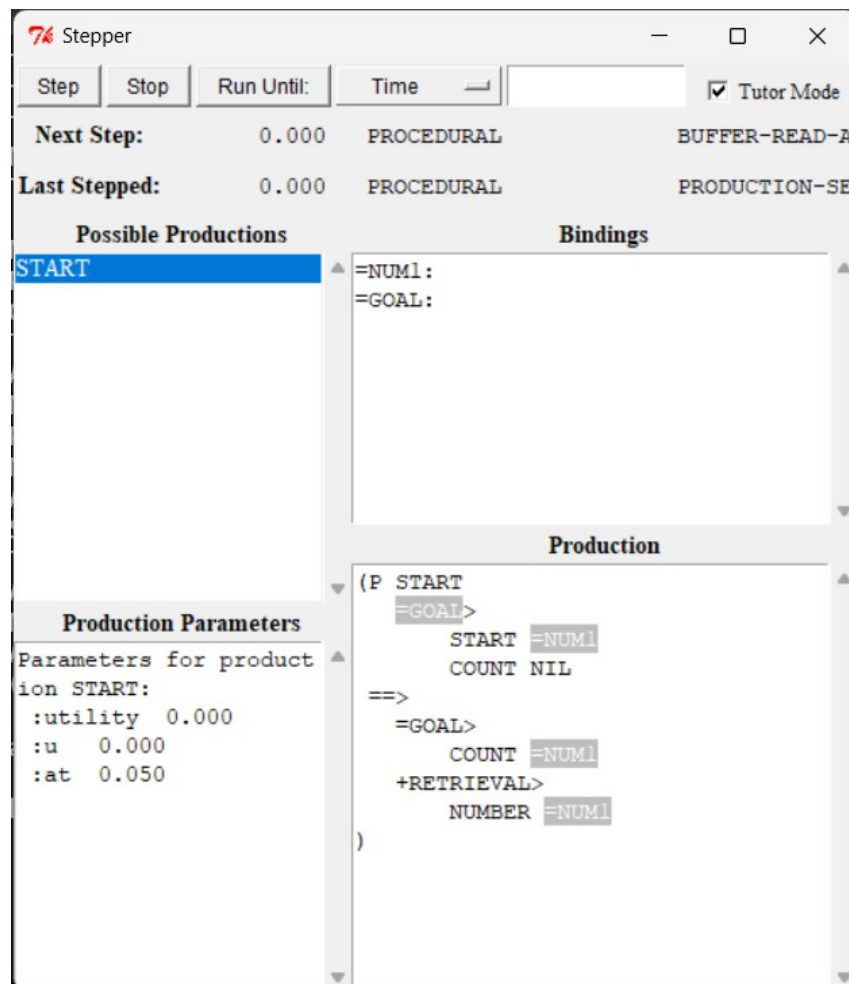 Stepper
Step Stop Run Until: Time Tutor Mode
Next Step: 0.000 PROCEDURAL BUFFER-READ-A
Last Stepped: 0.000 PROCEDURAL PRODUCTION-SE
Possible Productions
START
Bindings
=NUM1:
=GOAL:
Production Parameters
Parameters for product
ion START:
:utility 0.000
:u 0.000
:at 0.050
Production
(P START
=GOAL>
START =NUM1
COUNT NIL
==>
=GOAL>
COUNT =NUM1
+RETRIEVAL>
NUMBER =NUM1
)